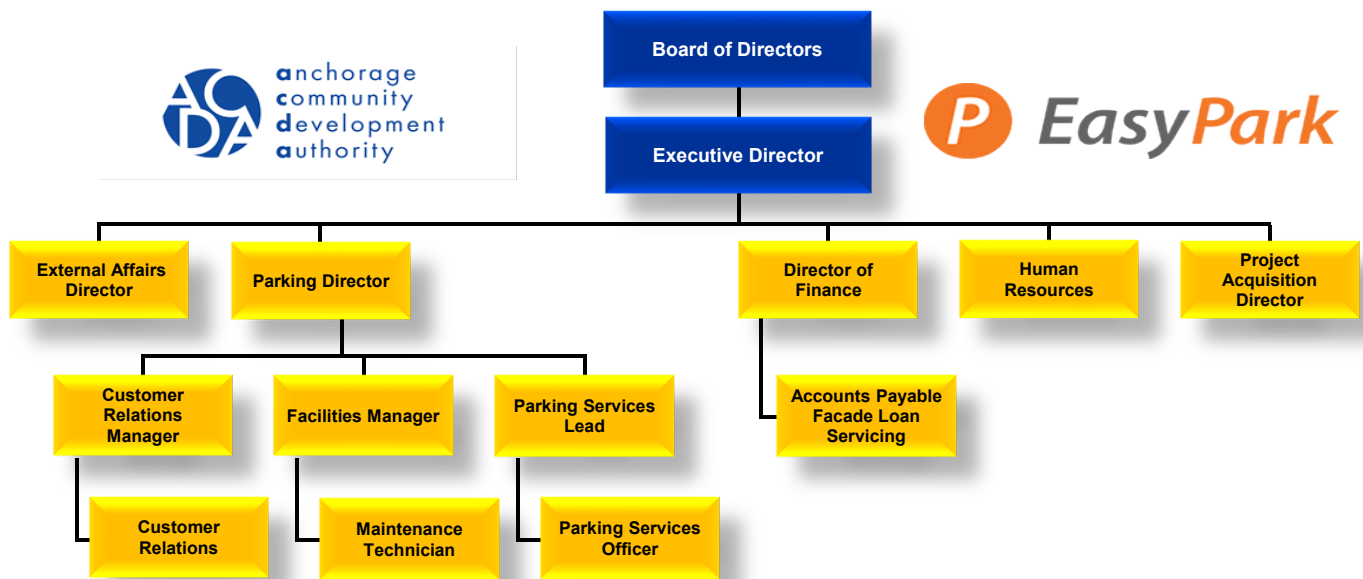 Board of Directors
ACDA
anchorage
community
development
authority
P EasyPark
Executive Director
External Affairs
Director
Parking Director
Director of
Finance
Human
Resources
Project
Acquisition
Director
Customer
Relations
Manager
Facilities Manager
Parking Services
Lead
Accounts Payable
Facade Loan
Servicing
Customer
Relations
Maintenance
Technician
Parking Services
Officer